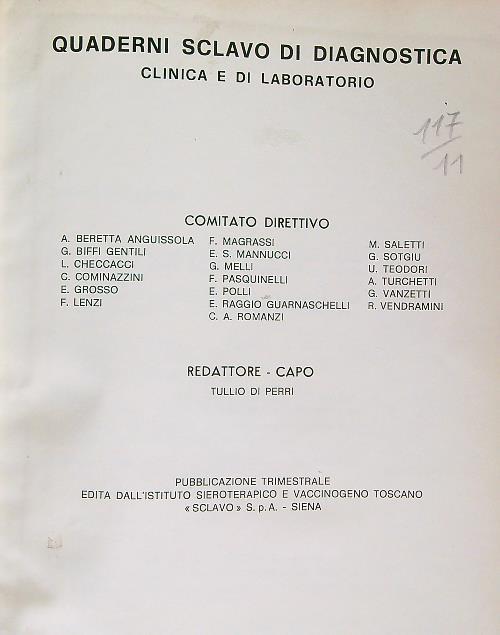 QUADERNI SCLAVO DI DIAGNOSTICA
CLINICA E DI LABORATORIO
117
11
COMITATO DIRETTIVO
A. BERETTA ANGUISSOLA
G. BIFFI GENTILI
L. CHECCACCI
C. COMINAZZINI
E. GROSSO
F. LENZI
F. MAGRASSI
E. S. MANNUCCI
G. MELLI
F. PASQUINELLI
E. POLLI
E. RAGGIO GUARNASCHELLI
C. A. ROMANZI
M. SALETTI
G. SOTGIU
U. TEODORI
A. TURCHETTI
G. VANZETTI
R. VENDRAMINI
REDATTORE - CAPO
TULLIO DI PERRI
PUBBLICAZIONE TRIMESTRALE
EDITA DALL'ISTITUTO SIEROTERAPICO E VACCINOGENO TOSCANO
« SCLAVO » S.p.A. - SIENA